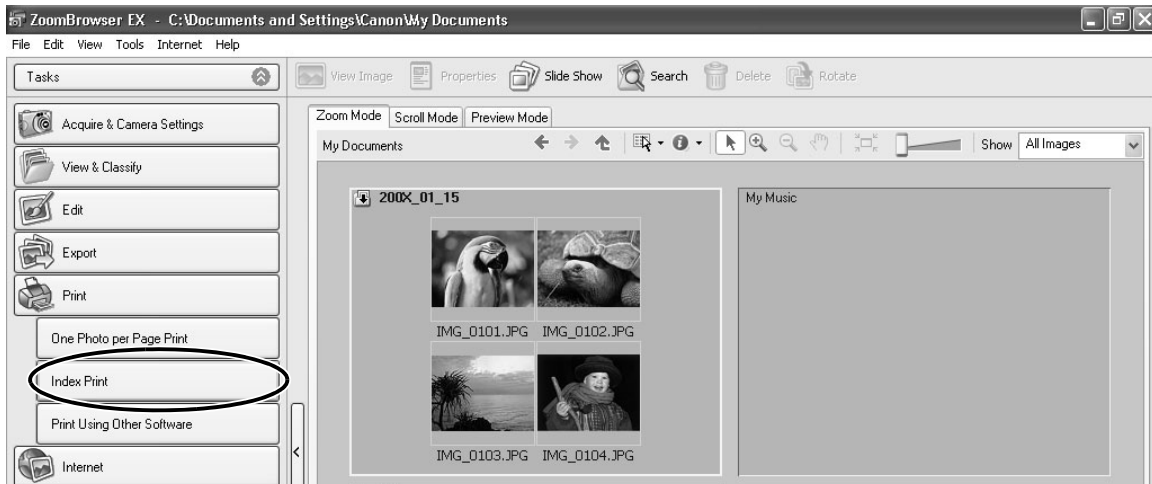 ZoomBrowser EX - C:\Documents and Settings\Canon\My Documents
File Edit View Tools Internet Help
Tasks
View Image Properties Slide Show Search Delete Rotate
Acquire & Camera Settings
View & Classify
Edit
Export
Print
One Photo per Page Print
Index Print
Print Using Other Software
Internet
Zoom Mode Scroll Mode Preview Mode
My Documents
Show All Images
200X_01_15
My Music
IMG_0101.JPG IMG_0102.JPG
IMG_0103.JPG IMG_0104.JPG